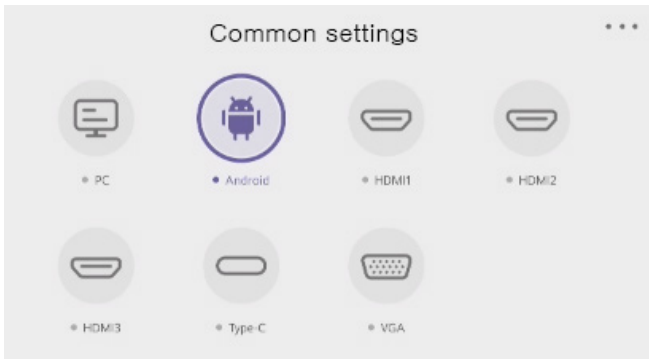 Common settings
PC
Android
HDMI1
HDMI2
HDMI3
Type-C
VGA